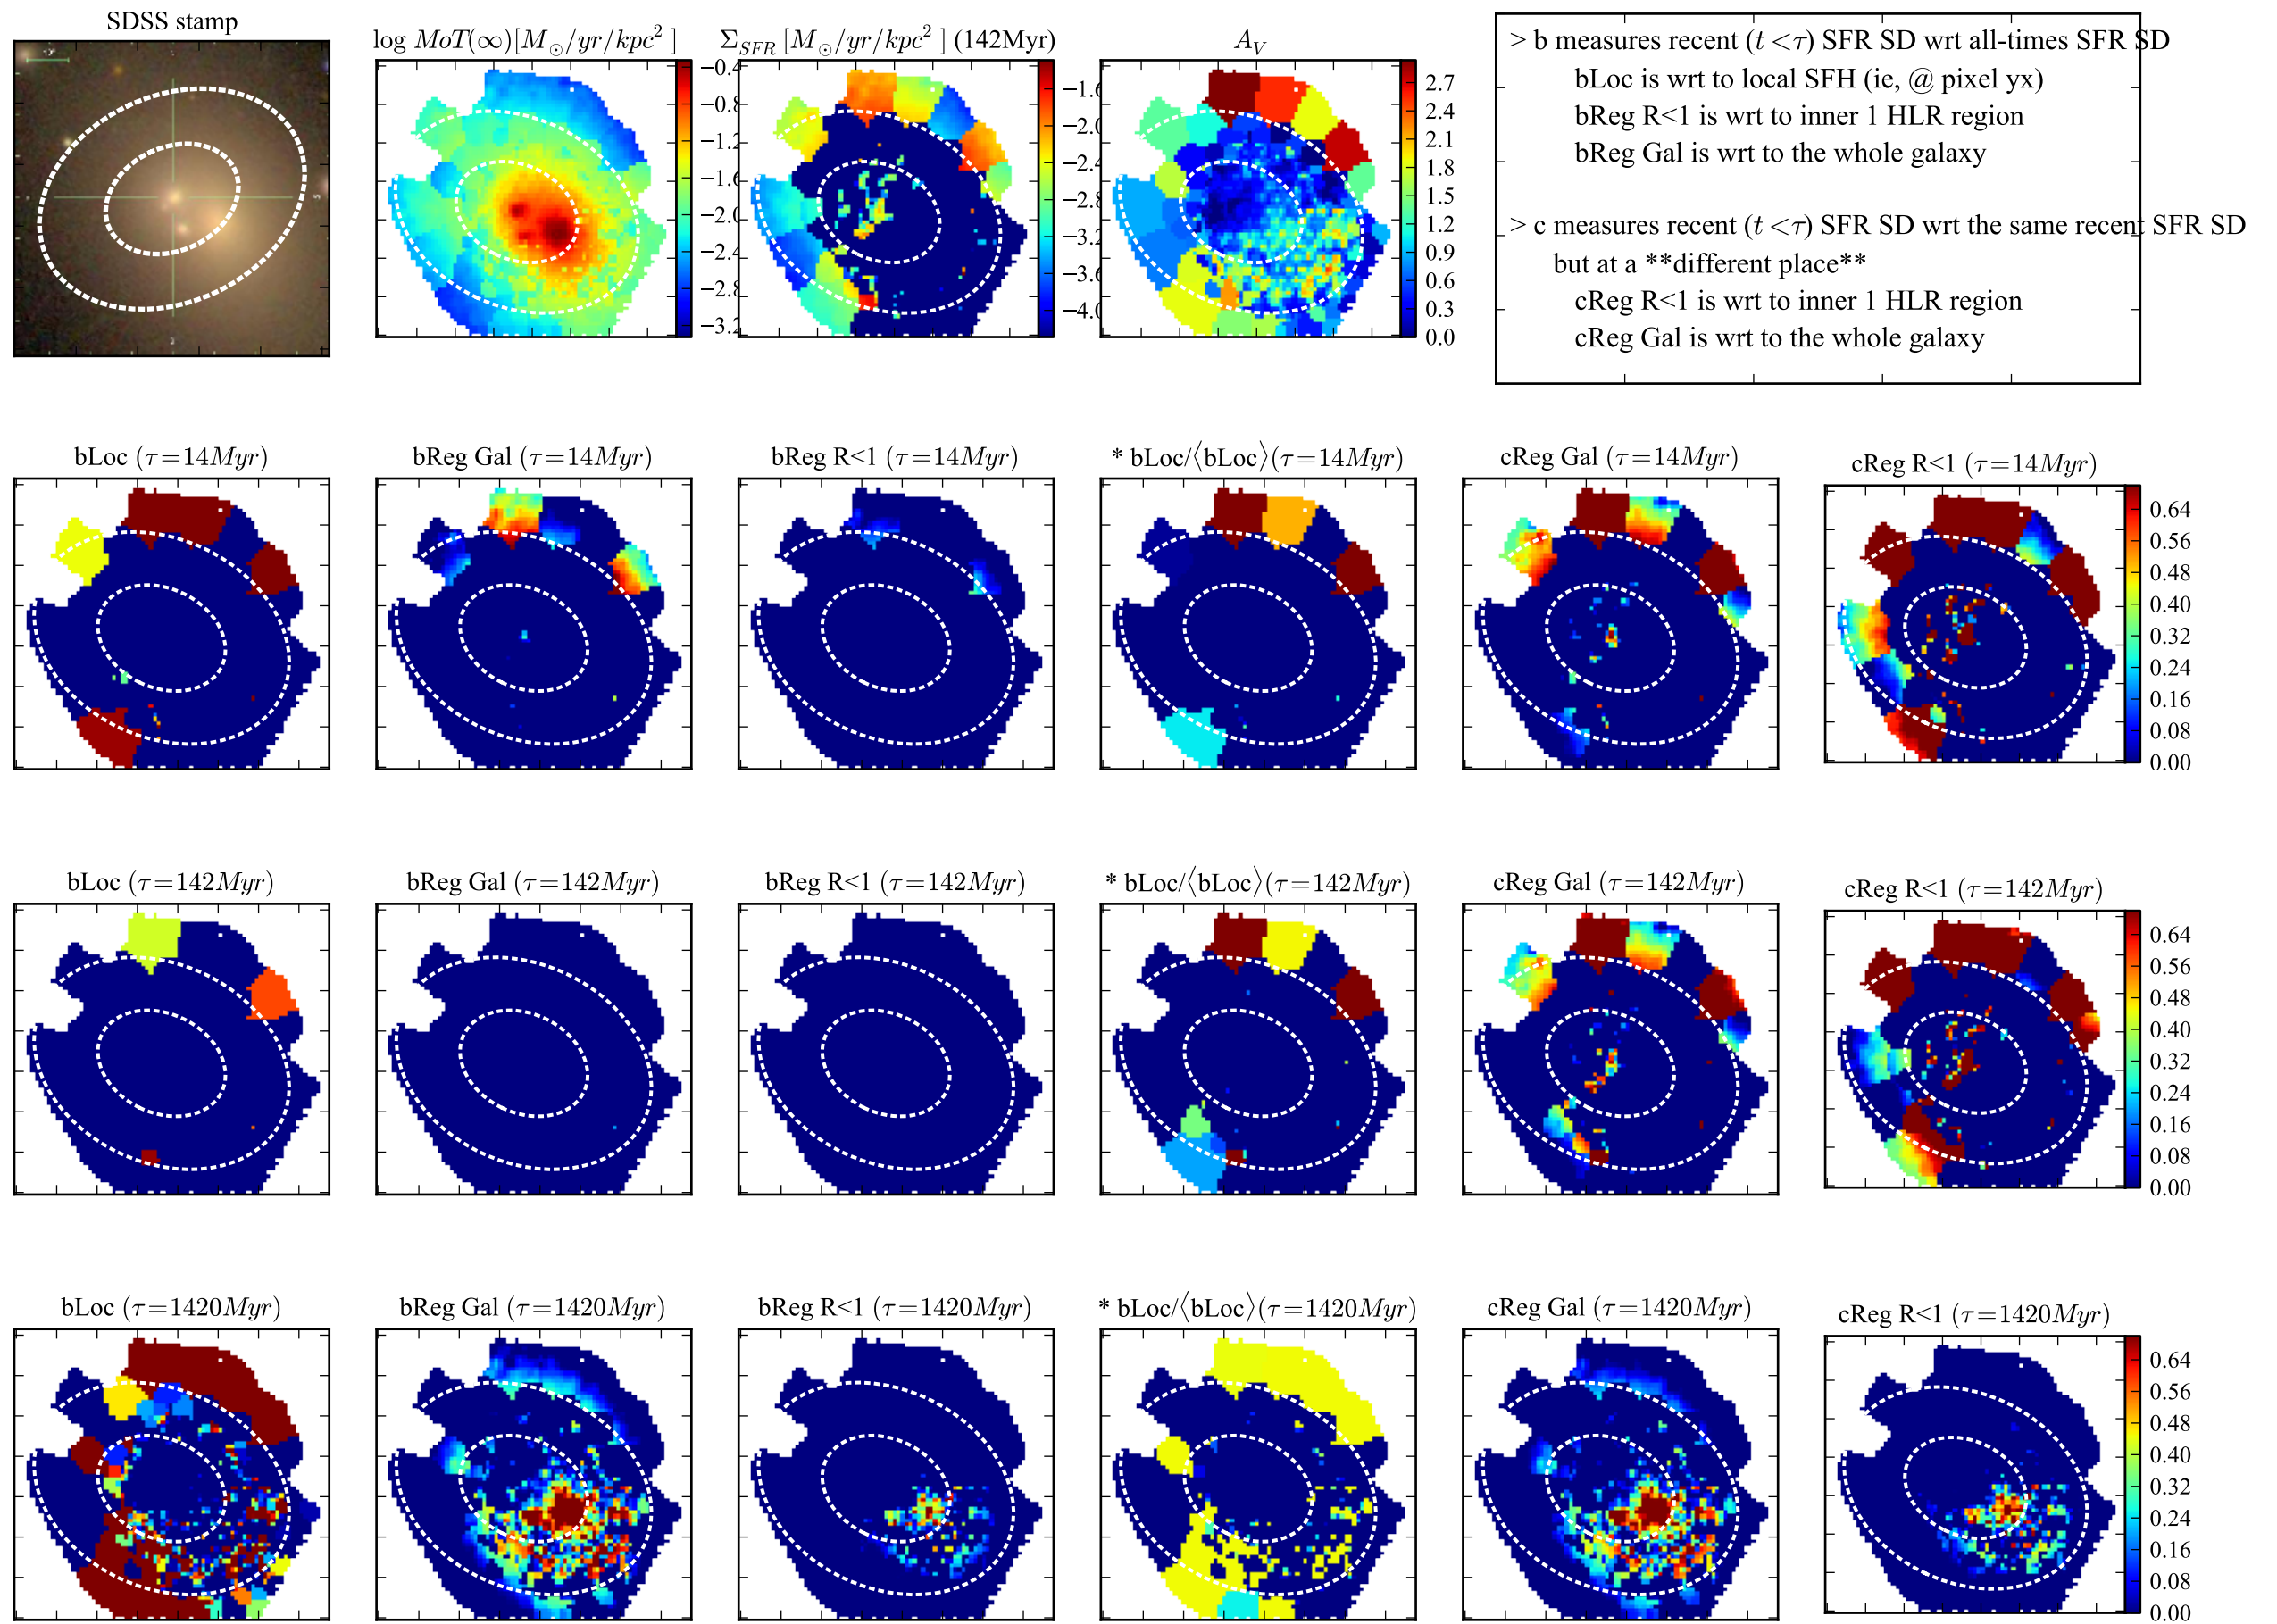 SDSS stamp
log MoT(∞)[M⊙/yr/kpc² ]
Σ_SFR [M⊙/yr/kpc² ] (142Myr)
A_V
−0.4
−0.8
−1.2
−1.6
−2.0
−2.4
−2.8
−3.2
−1.6
−2.0
−2.4
−2.8
−3.2
−3.6
−4.0
2.7
2.4
2.1
1.8
1.5
1.2
0.9
0.6
0.3
0.0
> b measures recent (t <τ) SFR SD wrt all-times SFR SD
bLoc is wrt to local SFH (ie, @ pixel yx)
bReg R<1 is wrt to inner 1 HLR region
bReg Gal is wrt to the whole galaxy
> c measures recent (t <τ) SFR SD wrt the same recent SFR SD
but at a **different place**
cReg R<1 is wrt to inner 1 HLR region
cReg Gal is wrt to the whole galaxy
bLoc (τ=14Myr)
bReg Gal (τ=14Myr)
bReg R<1 (τ=14Myr)
* bLoc/⟨bLoc⟩(τ=14Myr)
cReg Gal (τ=14Myr)
cReg R<1 (τ=14Myr)
0.64
0.56
0.48
0.40
0.32
0.24
0.16
0.08
0.00
bLoc (τ=142Myr)
bReg Gal (τ=142Myr)
bReg R<1 (τ=142Myr)
* bLoc/⟨bLoc⟩(τ=142Myr)
cReg Gal (τ=142Myr)
cReg R<1 (τ=142Myr)
0.64
0.56
0.48
0.40
0.32
0.24
0.16
0.08
0.00
bLoc (τ=1420Myr)
bReg Gal (τ=1420Myr)
bReg R<1 (τ=1420Myr)
* bLoc/⟨bLoc⟩(τ=1420Myr)
cReg Gal (τ=1420Myr)
cReg R<1 (τ=1420Myr)
0.64
0.56
0.48
0.40
0.32
0.24
0.16
0.08
0.00